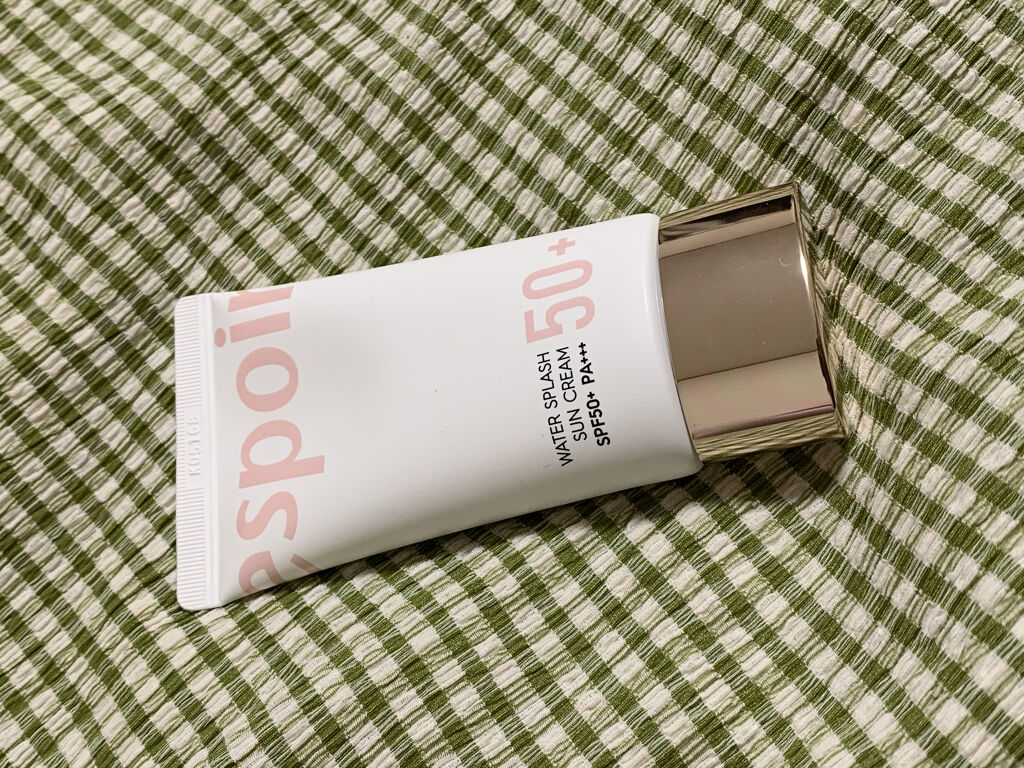 espoir
50+
WATER SPLASH
SUN CREAM
SPF50+ PA+++